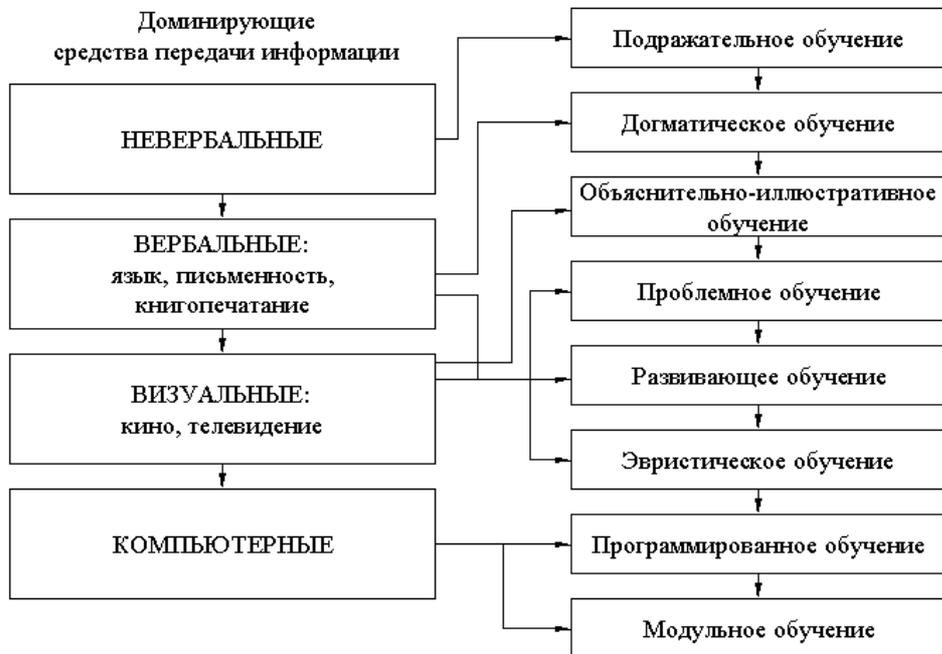 Доминирующие
средства передачи информации
НЕВЕРБАЛЬНЫЕ
ВЕРБАЛЬНЫЕ:
язык, письменность,
книгопечатание
ВИЗУАЛЬНЫЕ:
кино, телевидение
КОМПЬЮТЕРНЫЕ
Подражательное обучение
Догматическое обучение
Объяснительно-иллюстративное
обучение
Проблемное обучение
Развивающее обучение
Эвристическое обучение
Программированное обучение
Модульное обучение